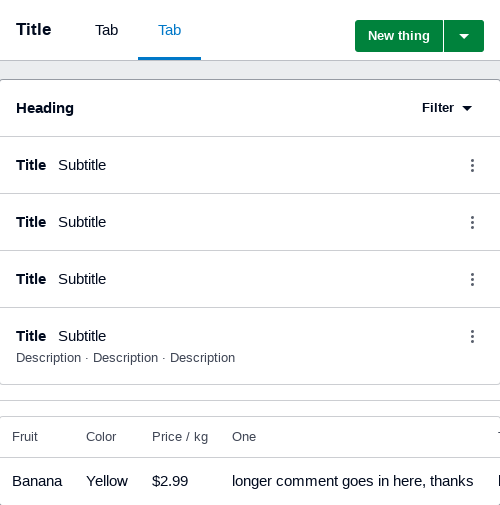 Title Tab Tab New thing
Heading Filter
Title Subtitle
Title Subtitle
Title Subtitle
Title Subtitle
Description · Description · Description
Fruit Color Price / kg One
Banana Yellow $2.99 longer comment goes in here, thanks